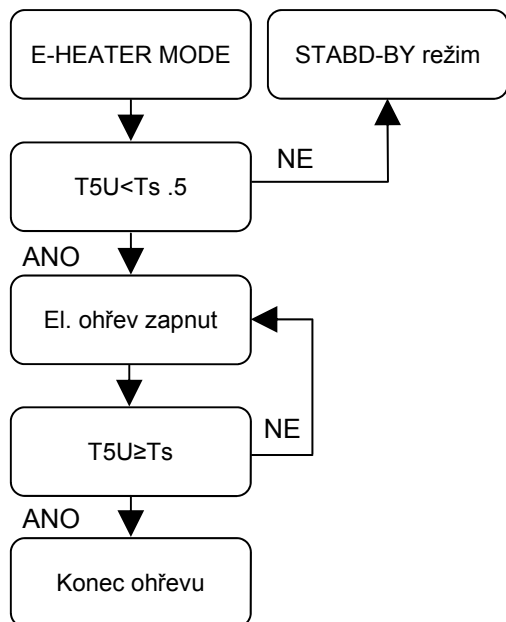 E-HEATER MODE
STABD-BY režim
NE
T5U<Ts .5
ANO
El. ohřev zapnut
NE
T5U≥Ts
ANO
Konec ohřevu